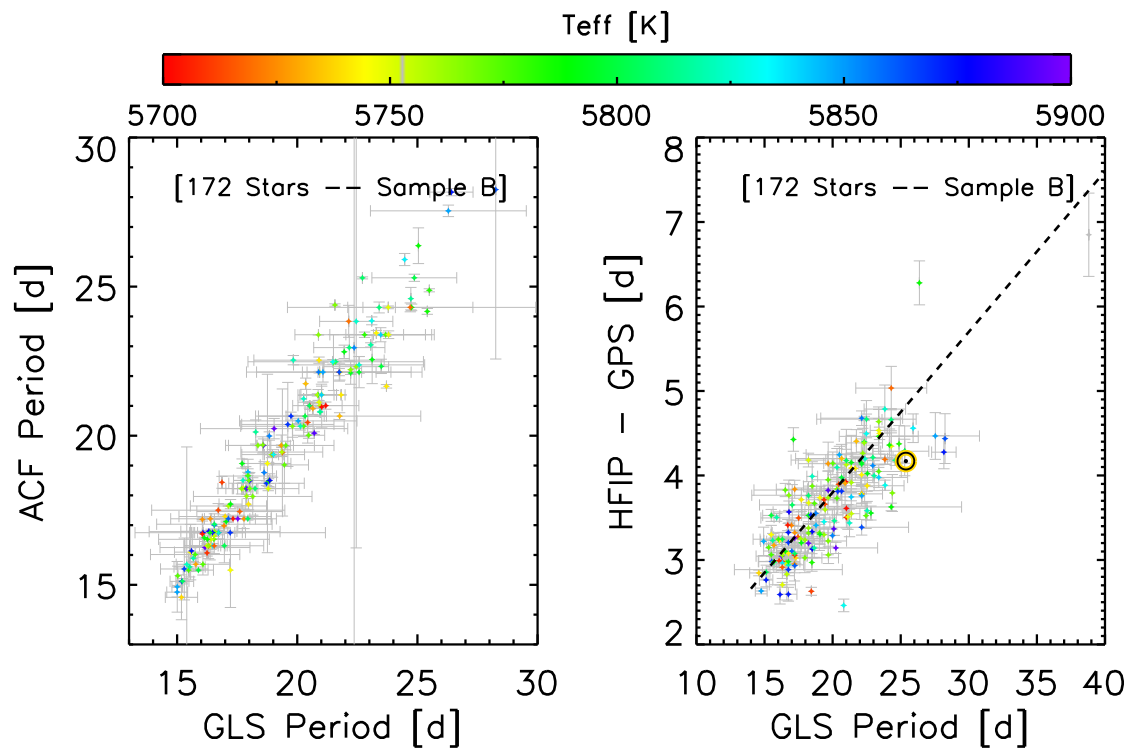 Teff [K]
5700 5750 5800 5850 5900
[172 Stars -- Sample B]
30
25
20
15
ACF Period [d]
15 20 25 30
GLS Period [d]
[172 Stars -- Sample B]
8
7
6
5
4
3
2
HFIP - GPS [d]
10 15 20 25 30 35 40
GLS Period [d]